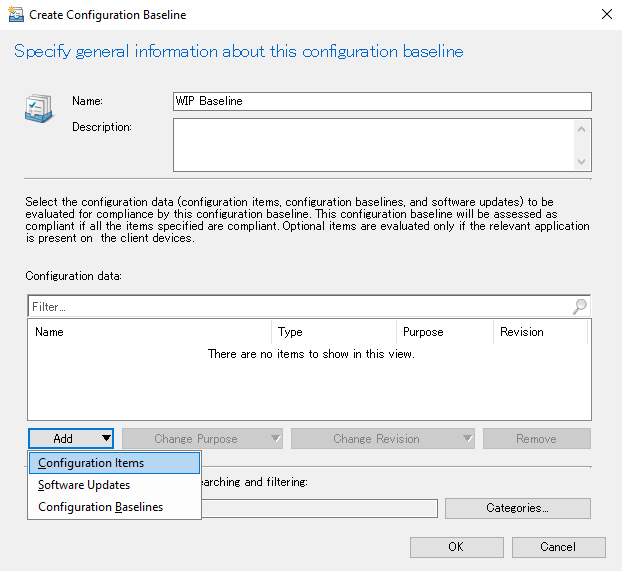 Create Configuration Baseline
Specify general information about this configuration baseline
Name:
WIP Baseline
Description:
Select the configuration data (configuration items, configuration baselines, and software updates) to be
evaluated for compliance by this configuration baseline. This configuration baseline will be assessed as
compliant if all the items specified are compliant. Optional items are evaluated only if the relevant application
is present on the client devices.
Configuration data:
Filter...
Name Type Purpose Revision
There are no items to show in this view.
Add Change Purpose Change Revision Remove
Configuration Items
Software Updates
Configuration Baselines
earching and filtering:
Categories...
OK Cancel